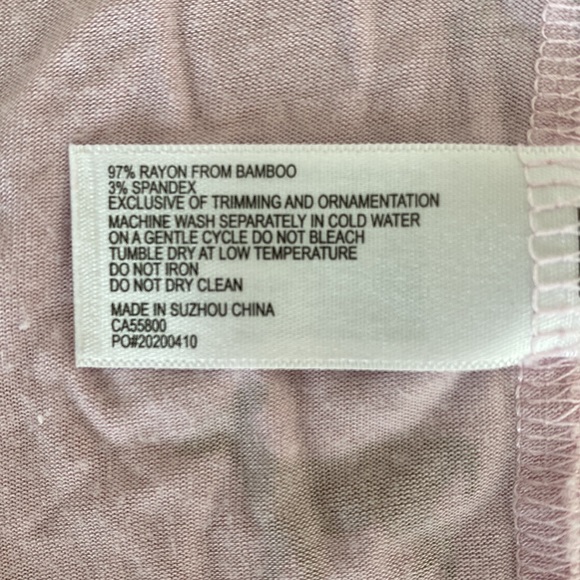 97% RAYON FROM BAMBOO
3% SPANDEX
EXCLUSIVE OF TRIMMING AND ORNAMENTATION
MACHINE WASH SEPARATELY IN COLD WATER
ON A GENTLE CYCLE DO NOT BLEACH
TUMBLE DRY AT LOW TEMPERATURE
DO NOT IRON
DO NOT DRY CLEAN
MADE IN SUZHOU CHINA
CA55800
PO#20200410